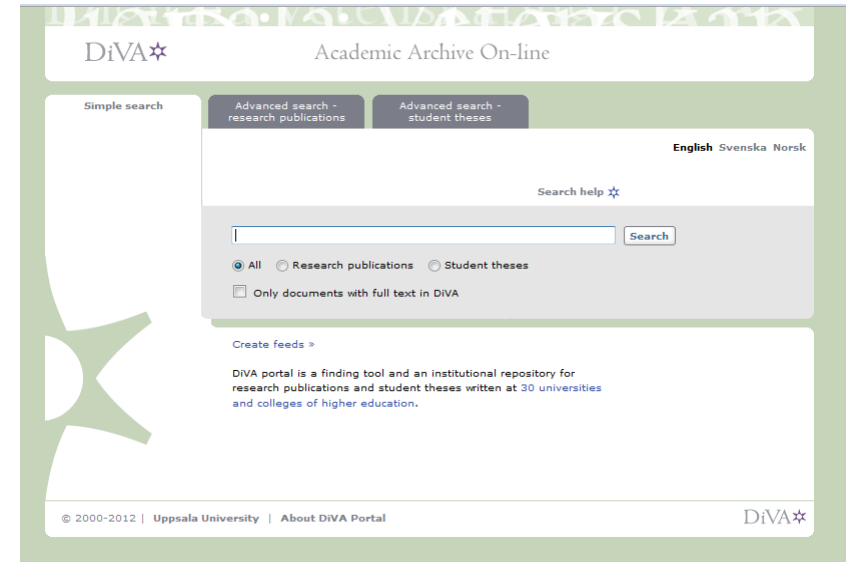 DiVA
Academic Archive On-line
Simple search
Advanced search -
research publications
Advanced search -
student theses
English Svenska Norsk
Search help
Search
All Research publications Student theses
Only documents with full text in DiVA
Create feeds »
DiVA portal is a finding tool and an institutional repository for
research publications and student theses written at 30 universities
and colleges of higher education.
© 2000-2012 | Uppsala University | About DiVA Portal
DiVA